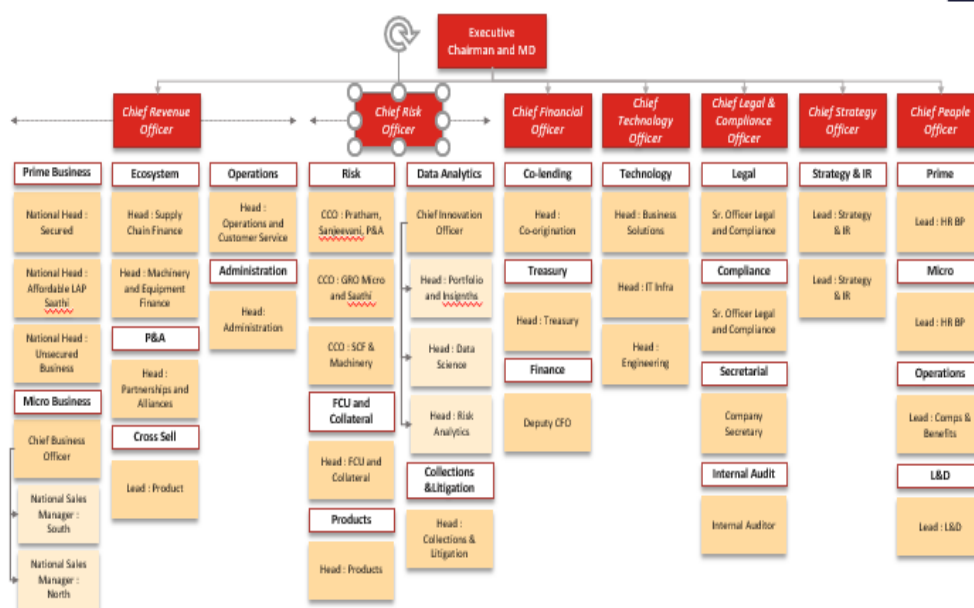 Executive
Chairman and MD
Chief Revenue
Officer
Chief Risk
Officer
Chief Financial
Officer
Chief
Technology
Officer
Chief Legal &
Compliance
Officer
Chief Strategy
Officer
Chief People
Officer
Prime Business
National Head :
Secured
National Head :
Affordable LAP
Saathi
National Head :
Unsecured
Business
Micro Business
Chief Business
Officer
National Sales
Manager :
South
National Sales
Manager :
North
Ecosystem
Head : Supply
Chain Finance
Head : Machinery
and Equipment
Finance
P&A
Head :
Partnerships and
Alliances
Cross Sell
Lead : Product
Operations
Head :
Operations and
Customer Service
Administration
Head:
Administration
Risk
CCO : Pratham,
Sanjeevani, P&A
CCO : GRO Micro
and Saathi
CCO : SCF &
Machinery
FCU and
Collateral
Head : FCU and
Collateral
Products
Head : Products
Data Analytics
Chief Innovation
Officer
Head : Portfolio
and Insignths
Head : Data
Science
Head : Risk
Analytics
Collections
&Litigation
Head :
Collections &
Litigation
Co-lending
Head :
Co-origination
Treasury
Head : Treasury
Finance
Deputy CFO
Technology
Head : Business
Solutions
Head : IT Infra
Head :
Engineering
Legal
Sr. Officer Legal
and Compliance
Compliance
Sr. Officer Legal
and Compliance
Secretarial
Company
Secretary
Internal Audit
Internal Auditor
Strategy & IR
Lead : Strategy
& IR
Lead : Strategy
& IR
Prime
Lead : HR BP
Micro
Lead : HR BP
Operations
Lead : Comps &
Benefits
L&D
Lead : L&D